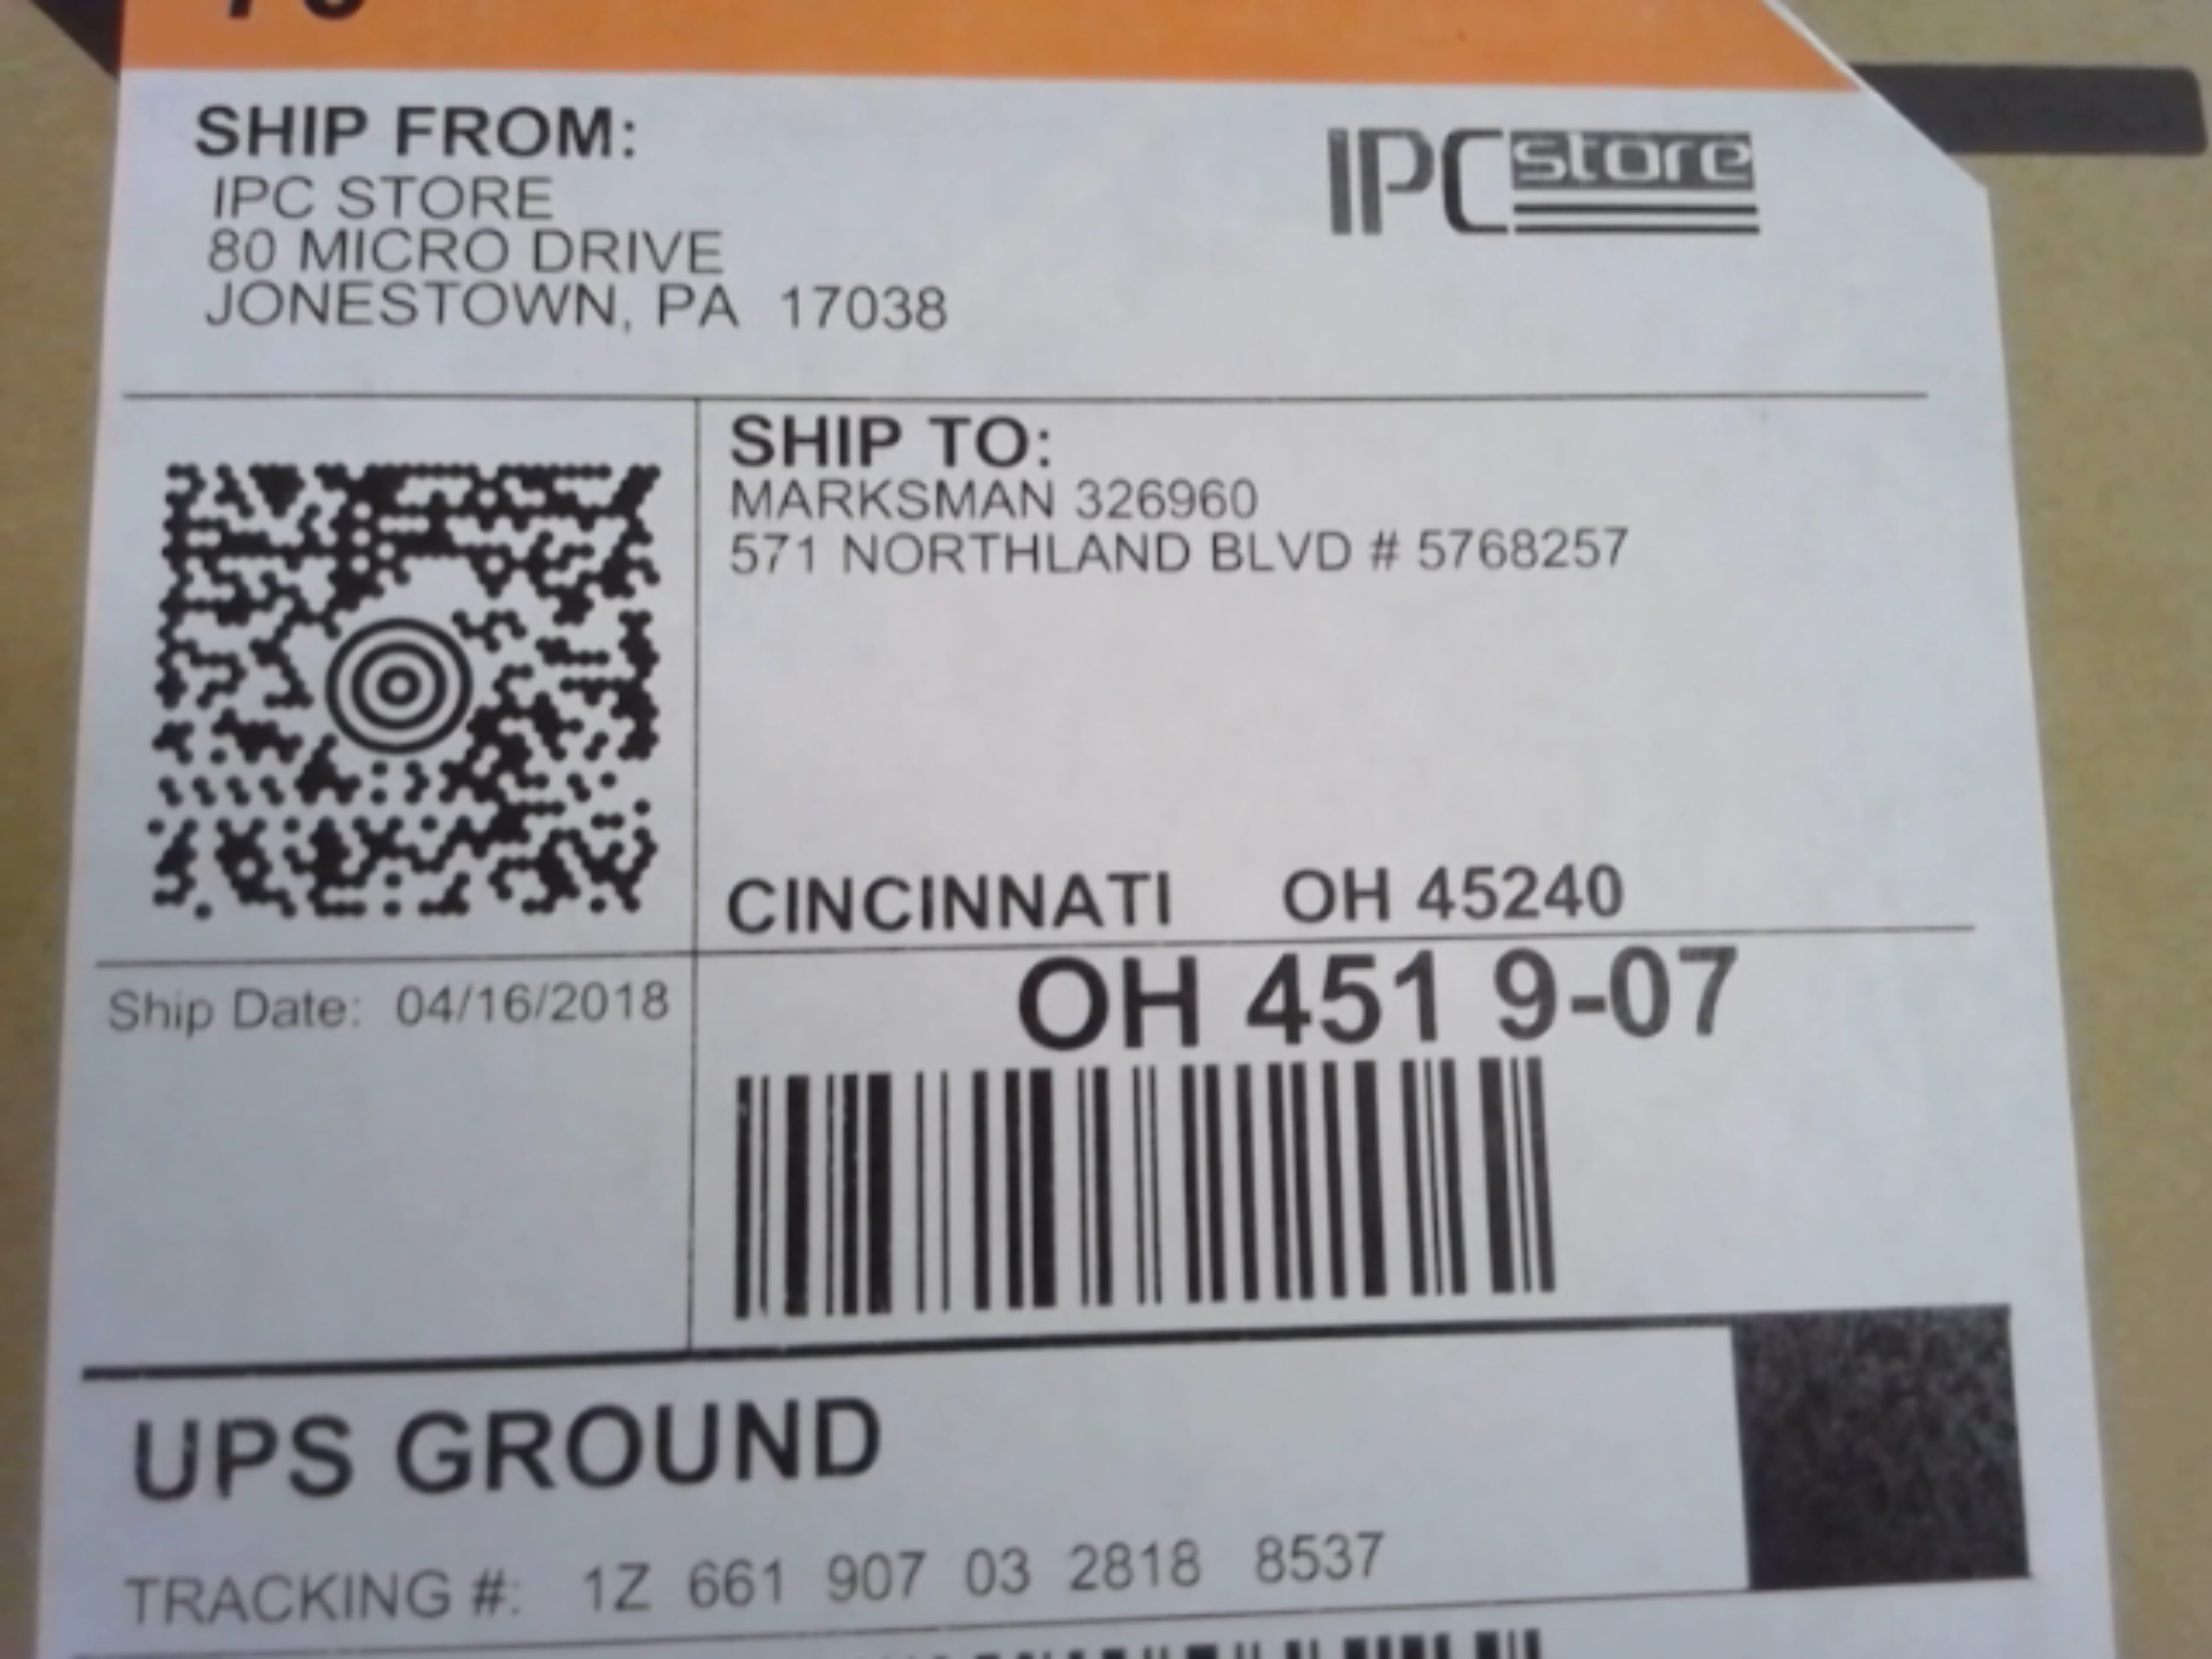 SHIP FROM:
IPC STORE
80 MICRO DRIVE
JONESTOWN, PA 17038
IPC store
SHIP TO:
MARKSMAN 326960
571 NORTHLAND BLVD # 5768257
CINCINNATI OH 45240
Ship Date: 04/16/2018
OH 451 9-07
UPS GROUND
TRACKING #: 1Z 661 907 03 2818 8537